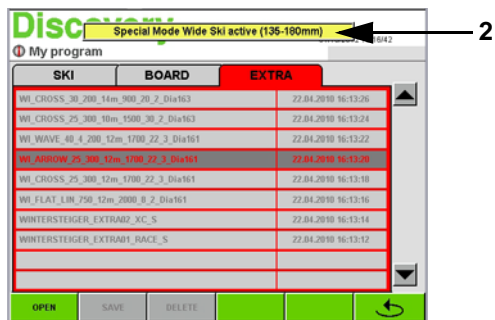 Discovery
Special Mode Wide Ski active (135-180mm)
2
My program
SKI BOARD EXTRA
WI_CROSS_30_200_14m_900_20_2_Dia163 22.04.2010 16:13:26
WI_CROSS_25_300_10m_1500_30_2_Dia163 22.04.2010 16:13:24
WI_WAVE_40_4_200_12m_1700_22_3_Dia161 22.04.2010 16:13:22
WI_ARROW_25_300_12m_1700_22_3_Dia161 22.04.2010 16:13:20
WI_CROSS_25_300_12m_1700_22_3_Dia161 22.04.2010 16:13:18
WI_FLAT_LIN_750_12m_2000_8_2_Dia161 22.04.2010 16:13:16
WINTERSTEIGER_EXTRA02_XC_S 22.04.2010 16:13:14
WINTERSTEIGER_EXTRA01_RACE_S 22.04.2010 16:13:12
OPEN SAVE DELETE